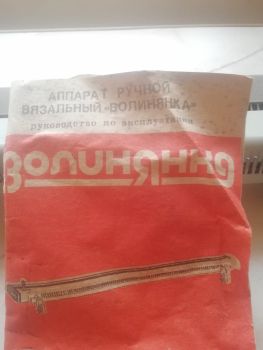 АППАРАТ РУЧНОЙ
ВЯЗАЛЬНЫЙ «ВОЛИНЯНКА»
руководство по эксплуатации
волинянка